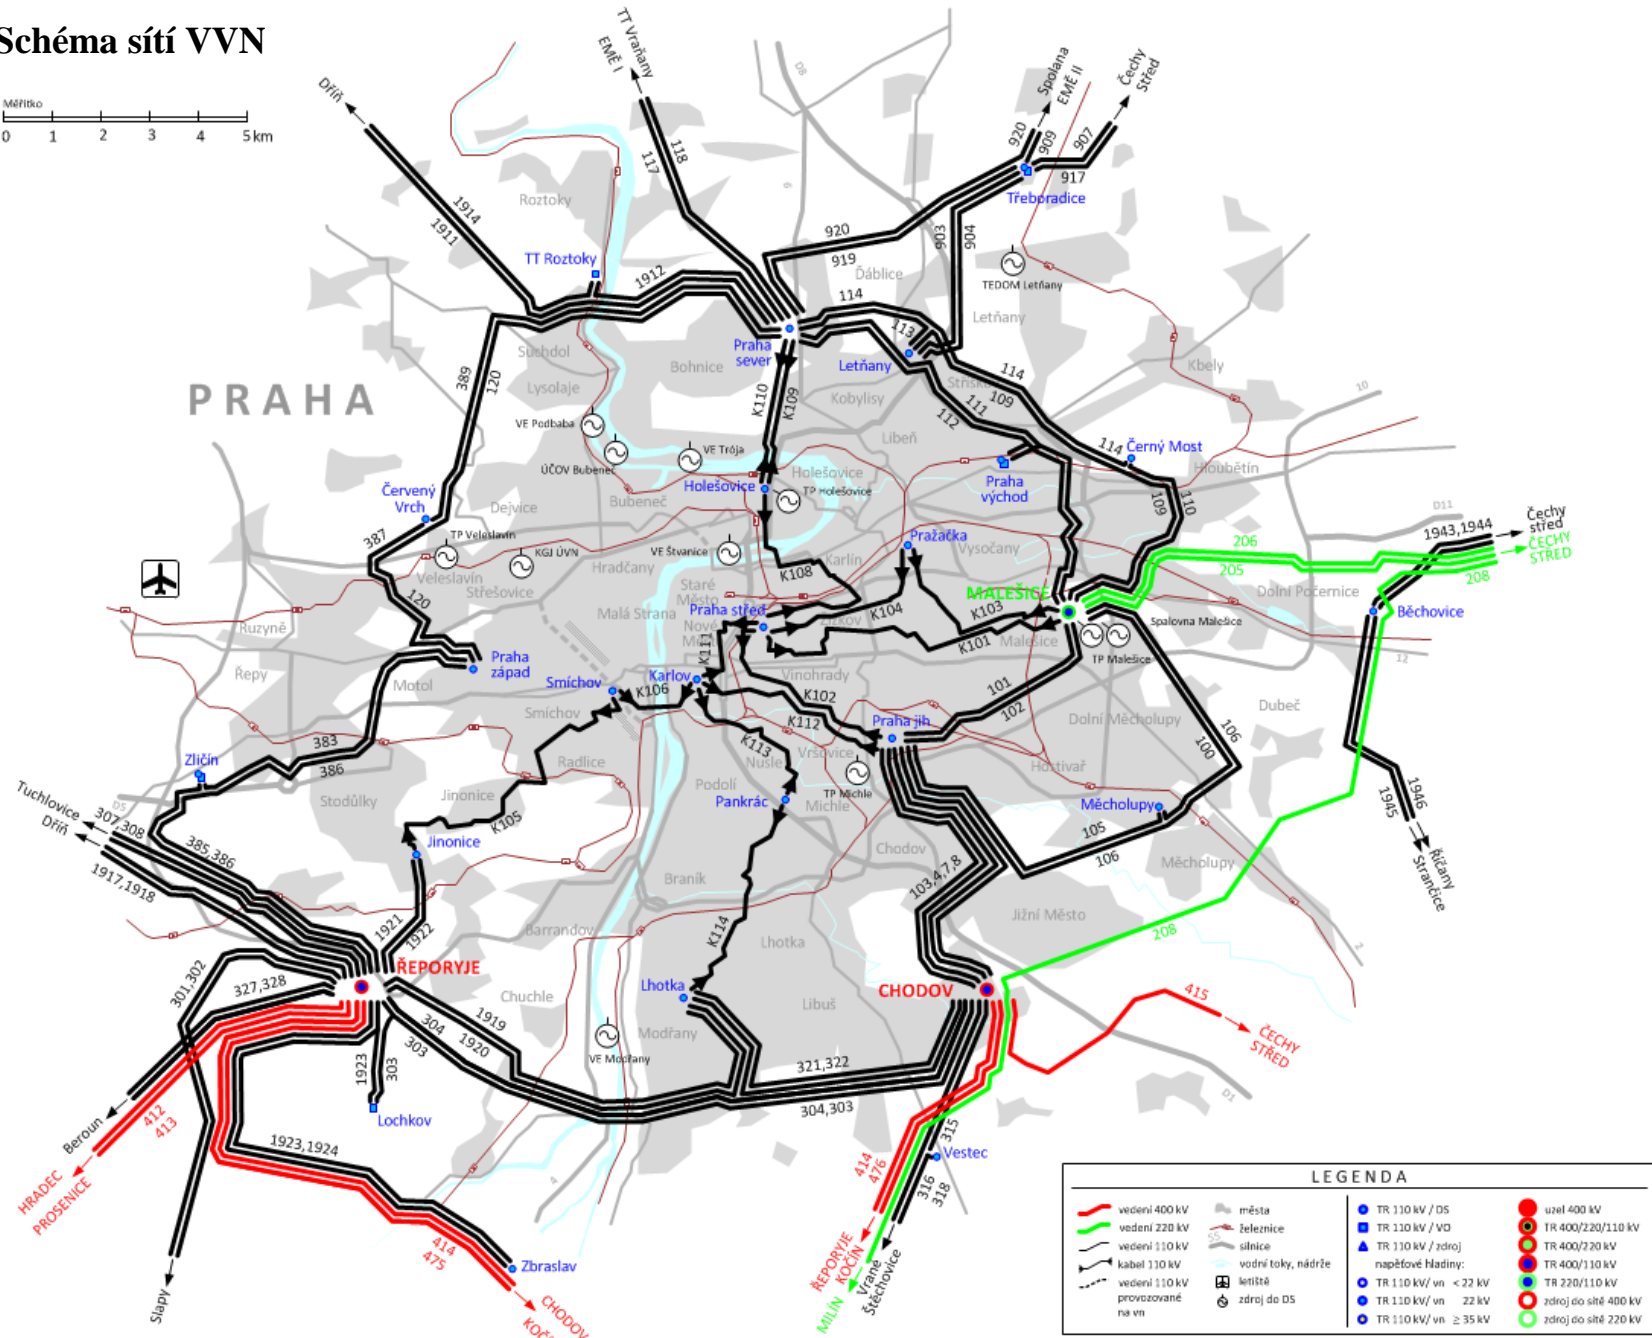 Schéma sítí VVN
Měřítko
0 1 2 3 4 5 km
PRAHA
Dříň
1914
1911
TT Vraňany
EMĚ I
118
117
D8
6
Spolana
EMĚ II
Čechy
Střed
920
909
907
917
Třeboradice
903
904
920
919
Ďáblice
TEDOM Letňany
Letňany
Roztoky
TT Roztoky
1912
114
113
Praha
sever
Letňany
Bohnice
Suchdol
Lysolaje
389
120
K110
K109
Kobylisy
111
112
114
109
Kbely
10
VE Podbaba
ÚČOV Bubeneč
VE Trója
Libeň
114
Černý Most
Hloubětín
Holešovice
Holešovice
TP Holešovice
Praha
východ
109
110
Červený
Vrch
Dejvice
Bubeneč
D11
387
TP Veleslavín
KGJ ÚVN
VE Štvanice
Pražačka
Vysočany
1943,1944
Čechy
střed
ČECHY
STŘED
206
205
208
Veleslavín
Střešovice
Hradčany
Karlín
K108
Staré
Město
Malá Strana
Praha střed
Nové
K104
K103
MALEŠICE
Dolní Počernice
Běchovice
Spalovna Malešice
120
Ruzyně
Žižkov
K101
Malešice
TP Malešice
12
Praha
západ
K111
Řepy
Motol
Smíchov
Karlov
K106
Vinohrady
K102
101
102
Smíchov
K112
Praha jih
Dolní Měcholupy
Dubeč
106
100
383
386
Zličín
Radlice
K113
Nusle
Vršovice
Hostivař
Podolí
TP Michle
Michle
Tuchlovice
307,308
Dříň
D5
Stodůlky
Jinonice
K105
Pankrác
Měcholupy
1946
1945
385,386
Jinonice
Chodov
105
106
Měcholupy
1917,1918
Braník
103,4,7,8
Říčany
Strančice
1921
1922
Barrandov
K114
Lhotka
Jižní Město
208
2
301,302
ŘEPORYJE
327,328
Lhotka
CHODOV
415
Chuchle
Libuš
304
1919
303
1920
Modřany
VE Modřany
ČECHY
STŘED
1923
303
321,322
304,303
Lochkov
D1
Beroun
412
413
HRADEC
PROSENICE
1923,1924
315
Vestec
414
476
316
318
4
414
475
Zbraslav
ŘEPORYJE
KOČÍN
MILÍN
Vrané
Štěchovice
Slapy
CHODOV
LEGENDA
vedení 400 kV
vedení 220 kV
vedení 110 kV
kabel 110 kV
vedení 110 kV
provozované
na vn
města
železnice
S5
silnice
vodní toky, nádrže
letiště
zdroj do DS
TR 110 kV / DS
TR 110 kV / VO
TR 110 kV / zdroj
napěťové hladiny:
TR 110 kV/ vn < 22 kV
TR 110 kV/ vn 22 kV
TR 110 kV/ vn ≥ 35 kV
uzel 400 kV
TR 400/220/110 kV
TR 400/220 kV
TR 400/110 kV
TR 220/110 kV
zdroj do sítě 400 kV
zdroj do sítě 220 kV